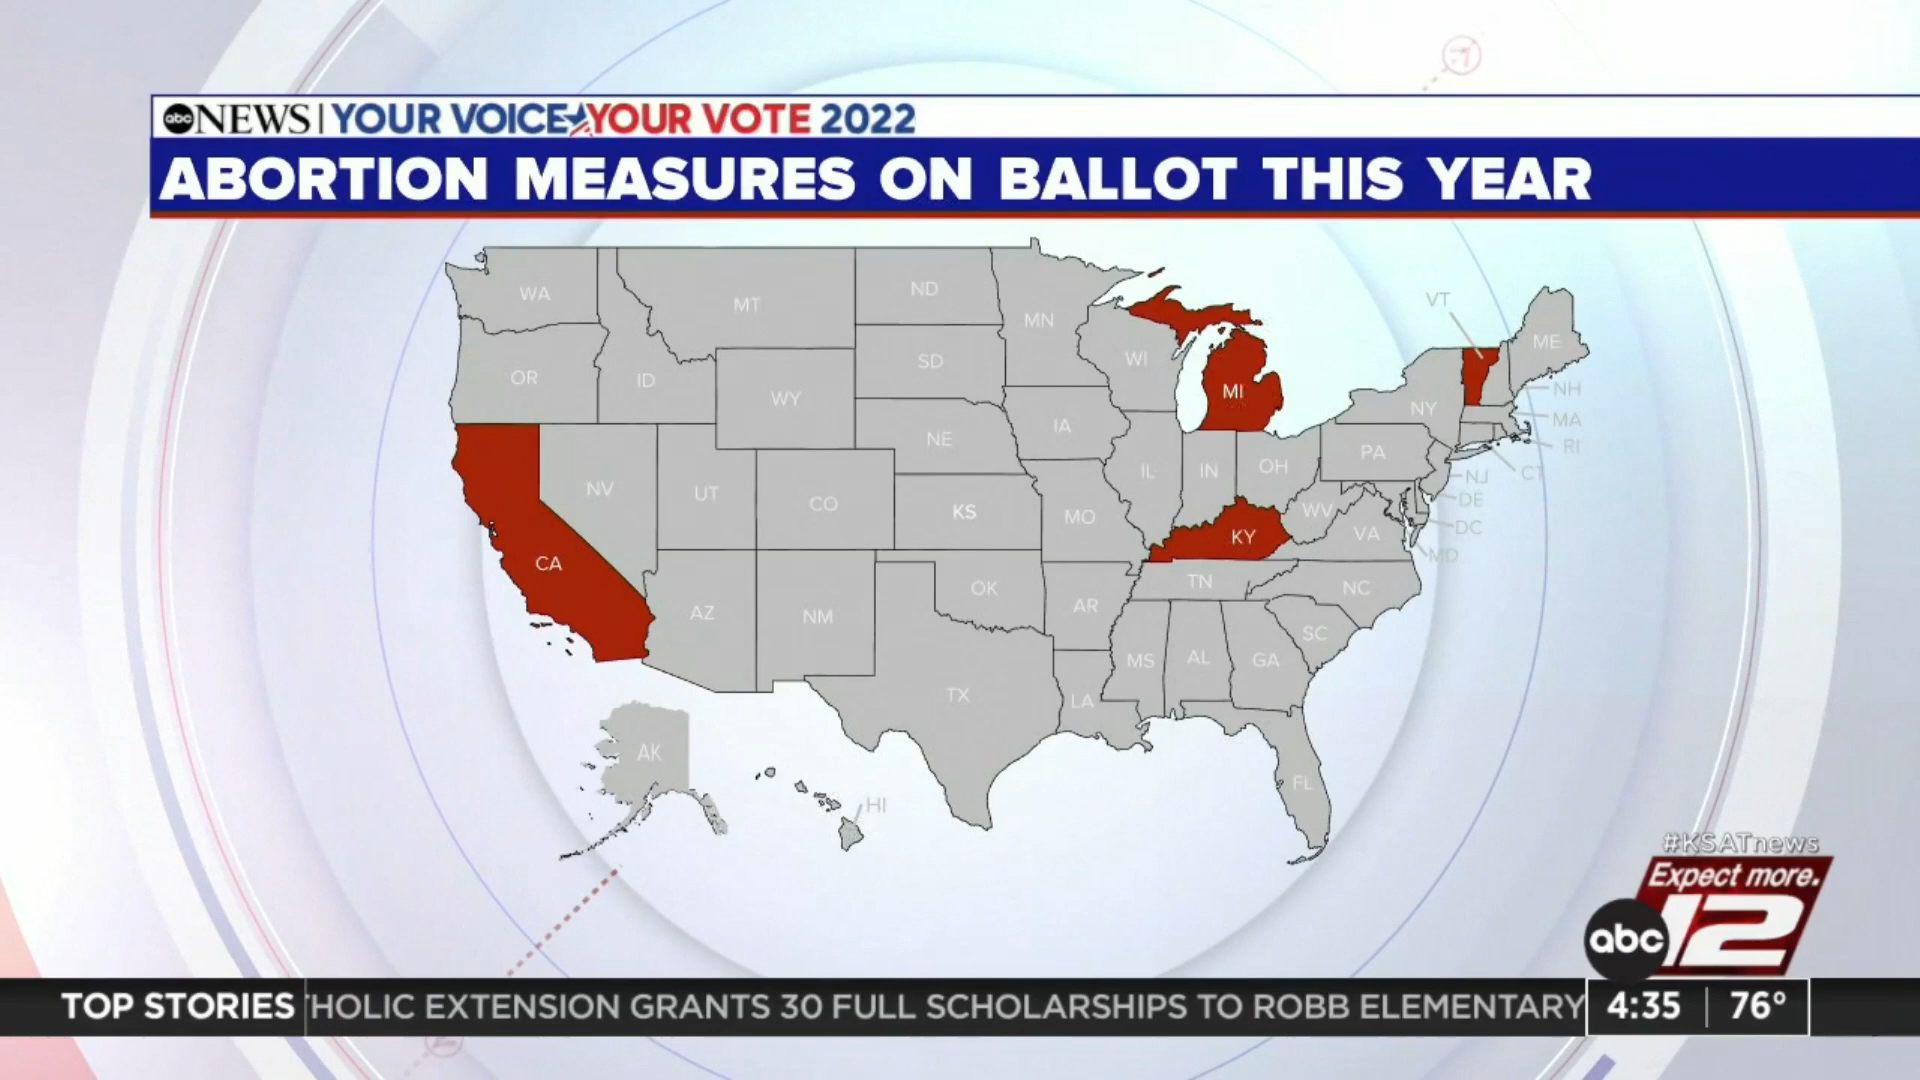 abc NEWS | YOUR VOICE YOUR VOTE 2022
ABORTION MEASURES ON BALLOT THIS YEAR
WA
MT
ND
MN
VT
ME
OR
ID
SD
WI
MI
WY
NH
NY
MA
IA
NE
RI
PA
OH
IL
IN
CT
NJ
NV
UT
DE
CO
KS
MO
WV
DC
VA
KY
MD
CA
TN
OK
NC
AR
AZ
NM
SC
MS
AL
GA
TX
LA
AK
FL
HI
#KSATnews
Expect more.
abc 12
TOP STORIES HOLIC EXTENSION GRANTS 30 FULL SCHOLARSHIPS TO ROBB ELEMENTARY 4:35 | 76°